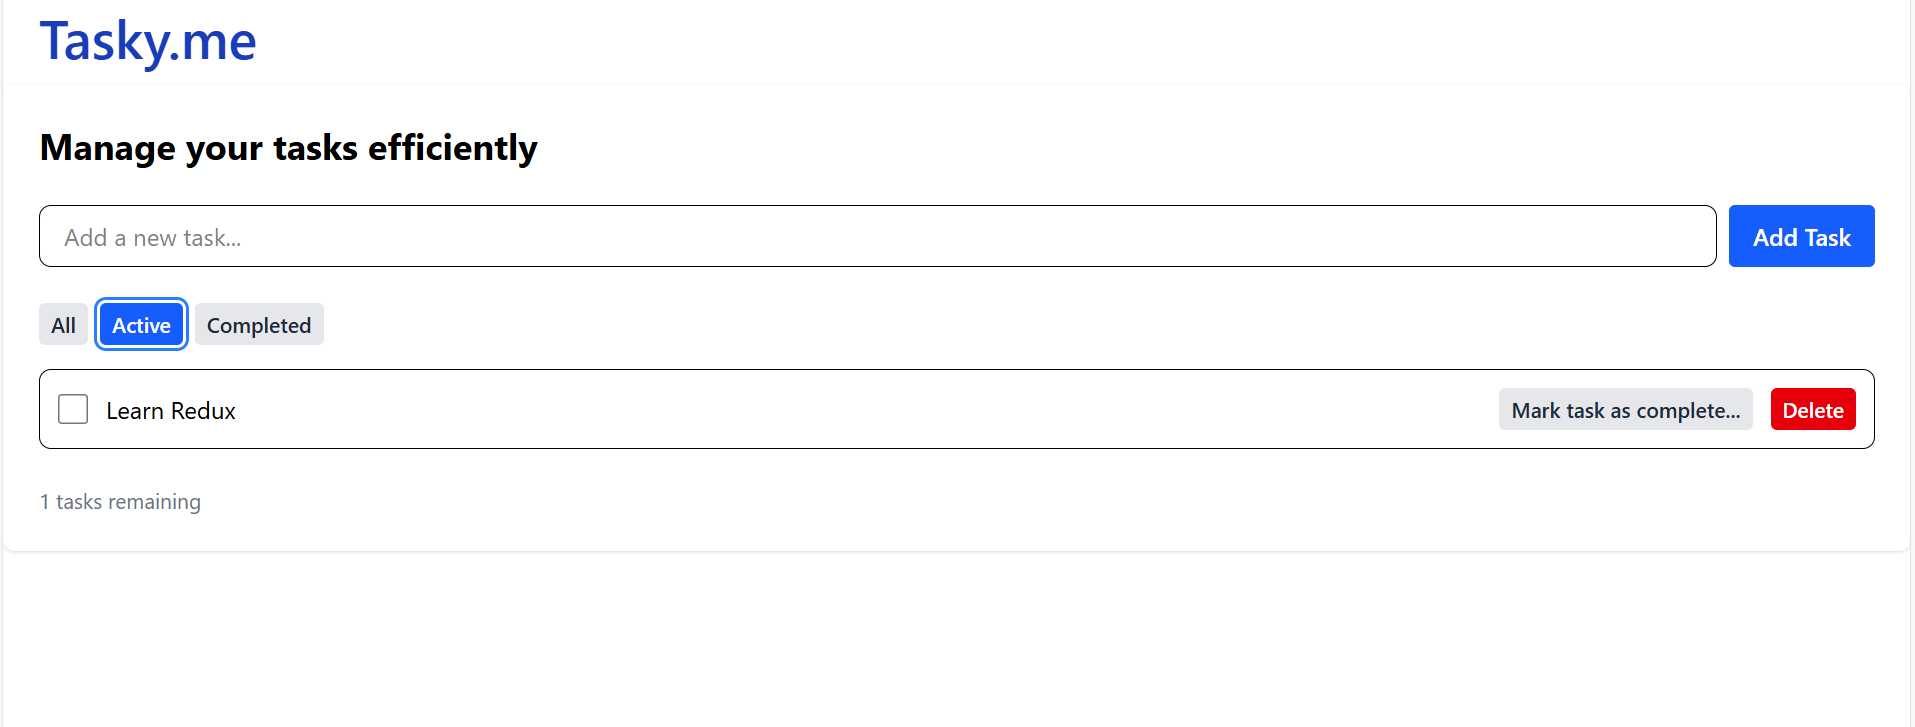 Tasky.me
Manage your tasks efficiently
Add a new task...
Add Task
All
Active
Completed
Learn Redux
Mark task as complete...
Delete
1 tasks remaining